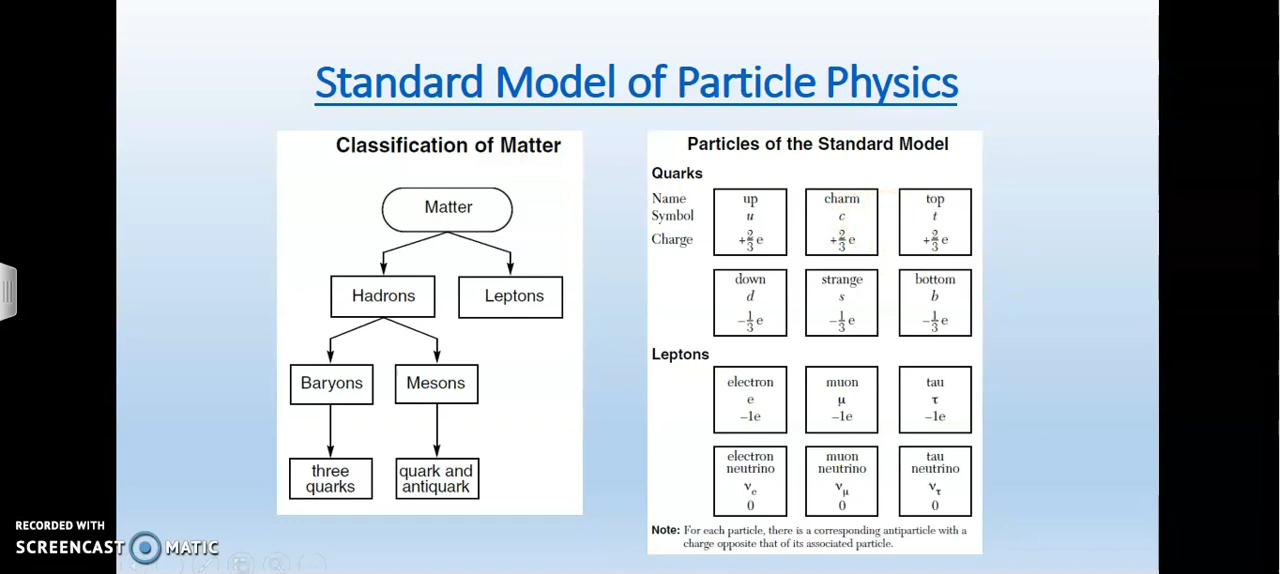 Standard Model of Particle Physics
Classification of Matter
Matter
Hadrons
Leptons
Baryons
Mesons
three
quarks
quark and
antiquark
Particles of the Standard Model
Quarks
Name up charm top
Symbol u c t
Charge +2/3 e +2/3 e +2/3 e
down strange bottom
d s b
-1/3 e -1/3 e -1/3 e
Leptons
electron muon tau
e μ τ
-1e -1e -1e
electron muon tau
neutrino neutrino neutrino
νe νμ ντ
0 0 0
Note: For each particle, there is a corresponding antiparticle with a
charge opposite that of its associated particle.
RECORDED WITH
SCREENCAST MATIC